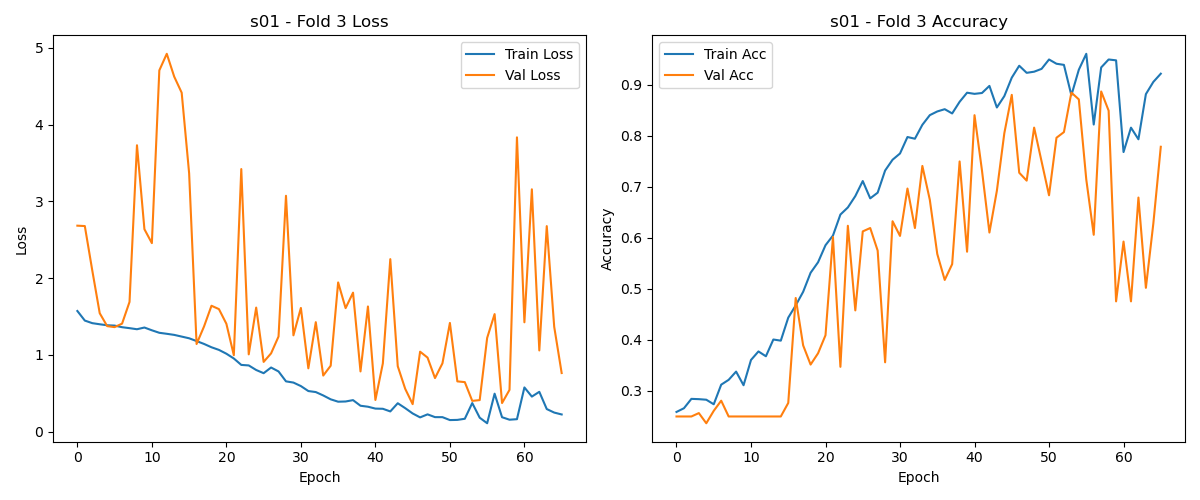 s01 - Fold 3 Loss
Train Loss
Val Loss
Loss
5
4
3
2
1
0
0 10 20 30 40 50 60
Epoch
s01 - Fold 3 Accuracy
Train Acc
Val Acc
Accuracy
0.9
0.8
0.7
0.6
0.5
0.4
0.3
0 10 20 30 40 50 60
Epoch